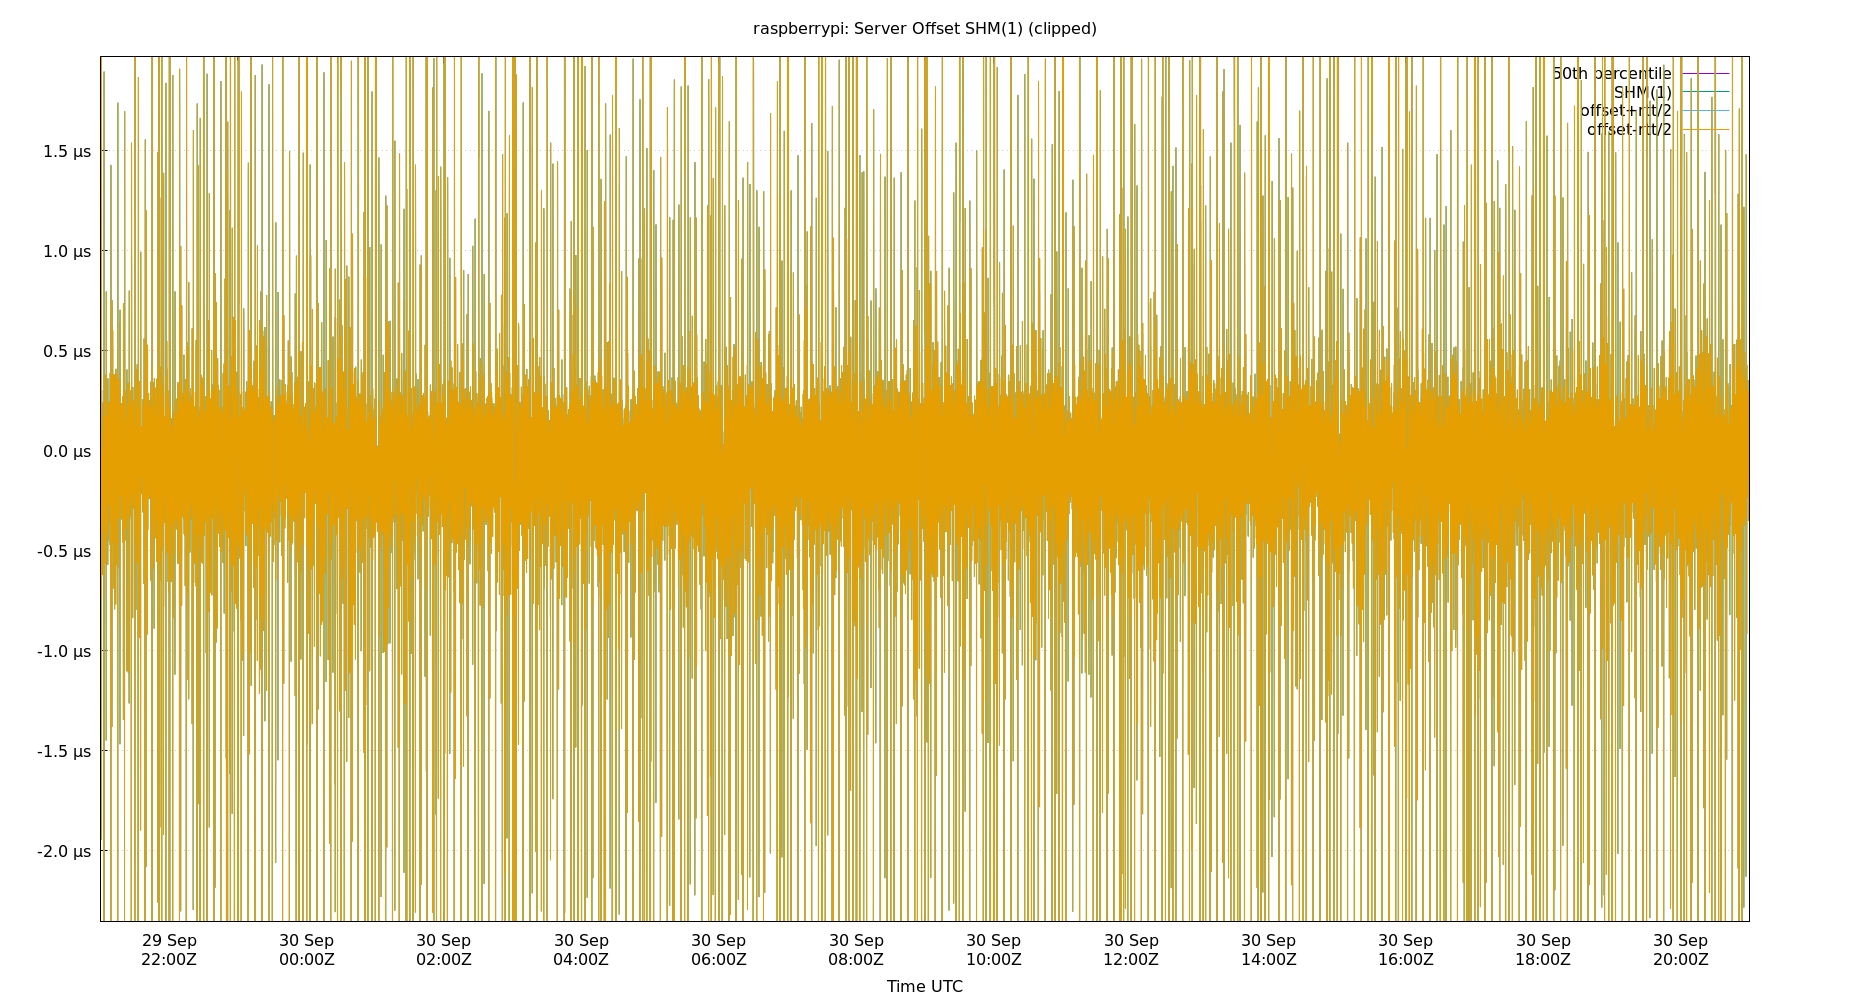 raspberrypi: Server Offset SHM(1) (clipped)
50th percentile
SHM(1)
offset+rtt/2
offset-rtt/2
1.5 µs
1.0 µs
0.5 µs
0.0 µs
-0.5 µs
-1.0 µs
-1.5 µs
-2.0 µs
29 Sep 30 Sep 30 Sep 30 Sep 30 Sep 30 Sep 30 Sep 30 Sep 30 Sep 30 Sep 30 Sep 30 Sep
22:00Z 00:00Z 02:00Z 04:00Z 06:00Z 08:00Z 10:00Z 12:00Z 14:00Z 16:00Z 18:00Z 20:00Z
Time UTC